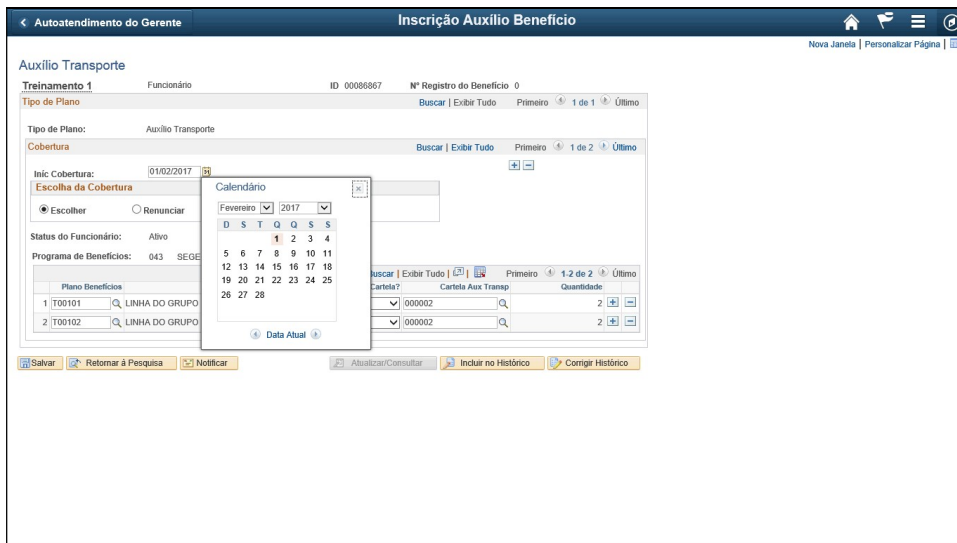 Autoatendimento do Gerente
Inscrição Auxílio Benefício
Nova Janela | Personalizar Página |
Auxílio Transporte
Treinamento 1 Funcionário ID 00086867 Nº Registro do Benefício 0
Tipo de Plano Buscar | Exibir Tudo Primeiro 1 de 1 Último
Tipo de Plano: Auxílio Transporte
Cobertura Buscar | Exibir Tudo Primeiro 1 de 2 Último
Iníc Cobertura: 01/02/2017
Escolha da Cobertura
Escolher Renunciar
Status do Funcionário: Ativo
Programa de Benefícios: 043 SEGE
Calendário
Fevereiro 2017
D S T Q Q S S
1 2 3 4
5 6 7 8 9 10 11
12 13 14 15 16 17 18
19 20 21 22 23 24 25
26 27 28
Data Atual
Buscar | Exibir Tudo | | Primeiro 1-2 de 2 Último
Plano Benefícios Cartela? Cartela Aux Transp Quantidade
1 T00101 LINHA DO GRUPO 000002 2
2 T00102 LINHA DO GRUPO 000002 2
Salvar Retornar à Pesquisa Notificar Atualizar/Consultar Incluir no Histórico Corrigir Histórico